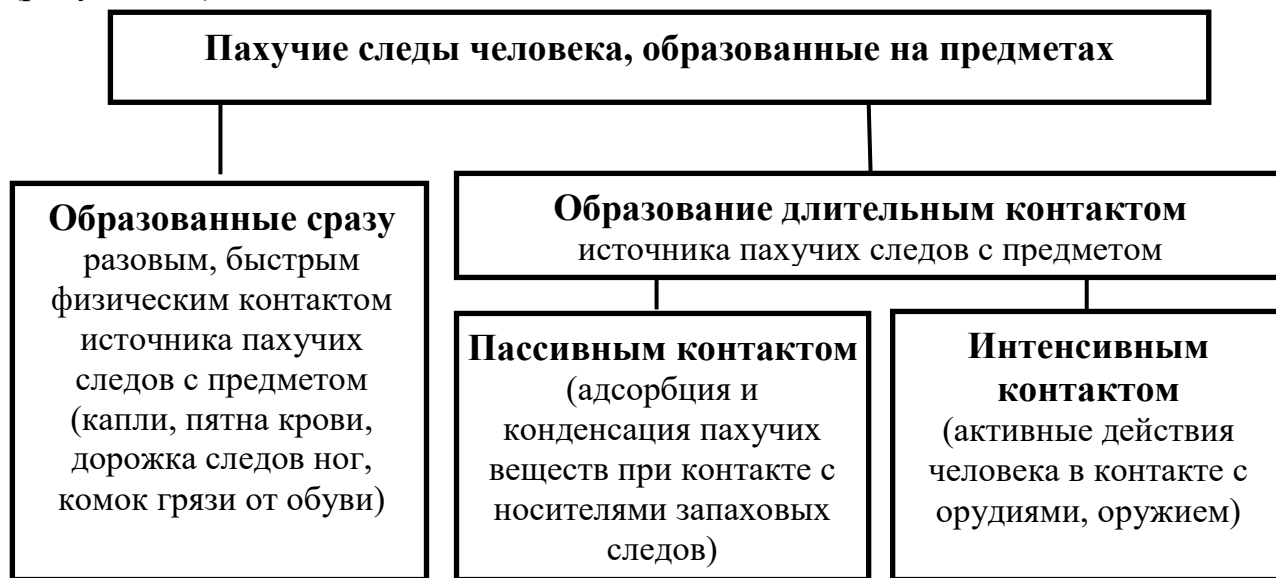 Пахучие следы человека, образованные на предметах
Образованные сразу
разовым, быстрым
физическим контактом
источника пахучих
следов с предметом
(капли, пятна крови,
дорожка следов ног,
комок грязи от обуви)
Образование длительным контактом
источника пахучих следов с предметом
Пассивным контактом
(адсорбция и
конденсация пахучих
веществ при контакте с
носителями запаховых
следов)
Интенсивным
контактом
(активные действия
человека в контакте с
орудиями, оружием)